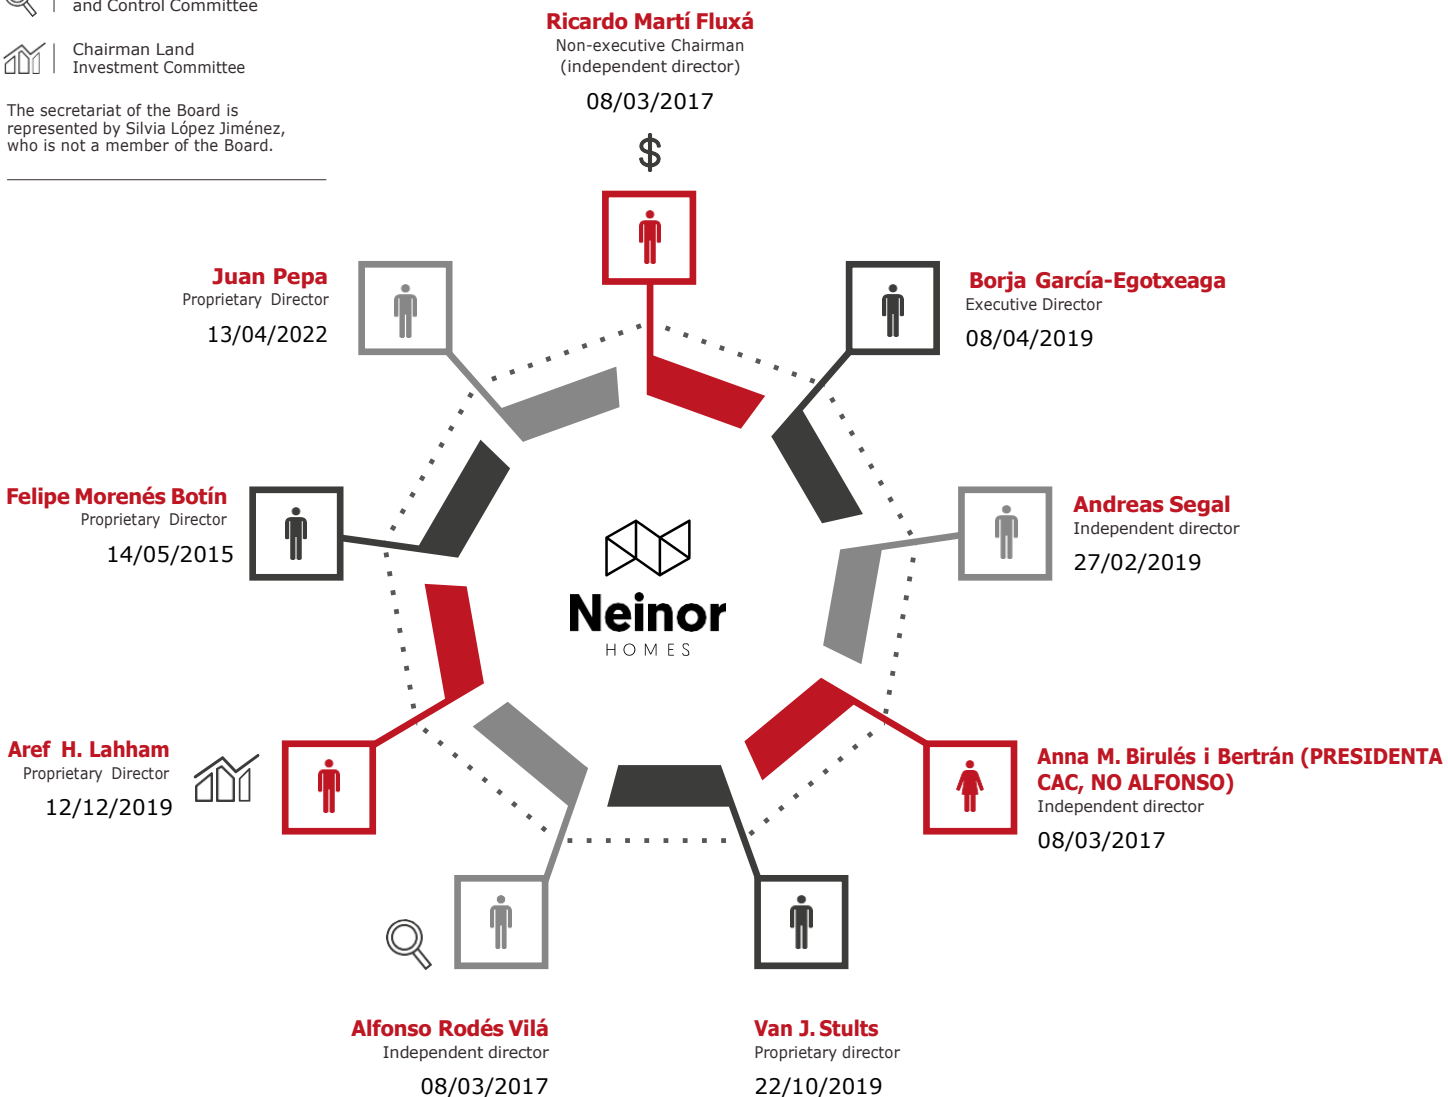 and Control Committee
Chairman Land
Investment Committee
The secretariat of the Board is
represented by Silvia López Jiménez,
who is not a member of the Board.
Ricardo Martí Fluxá
Non-executive Chairman
(independent director)
08/03/2017
$
Juan Pepa
Proprietary Director
13/04/2022
Borja García-Egotxeaga
Executive Director
08/04/2019
Felipe Morenés Botín
Proprietary Director
14/05/2015
Andreas Segal
Independent director
27/02/2019
Neinor
HOMES
Aref H. Lahham
Proprietary Director
12/12/2019
Anna M. Birulés i Bertrán (PRESIDENTA
CAC, NO ALFONSO)
Independent director
08/03/2017
Alfonso Rodés Vilá
Independent director
08/03/2017
Van J. Stults
Proprietary director
22/10/2019